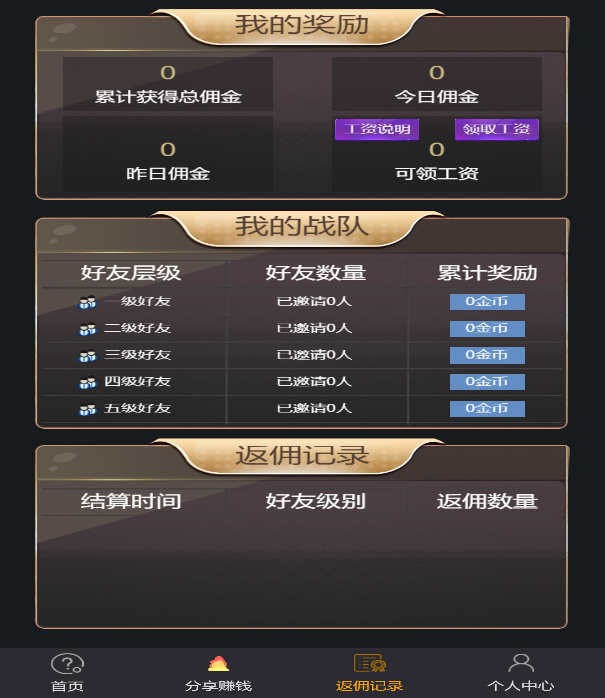 我的奖励
0 0
累计获得总佣金 今日佣金
工资说明 领取工资
0 0
昨日佣金 可领工资
我的战队
好友层级 好友数量 累计奖励
一级好友 已邀请0人 0金币
二级好友 已邀请0人 0金币
三级好友 已邀请0人 0金币
四级好友 已邀请0人 0金币
五级好友 已邀请0人 0金币
返佣记录
结算时间 好友级别 返佣数量
首页 分享赚钱 返佣记录 个人中心